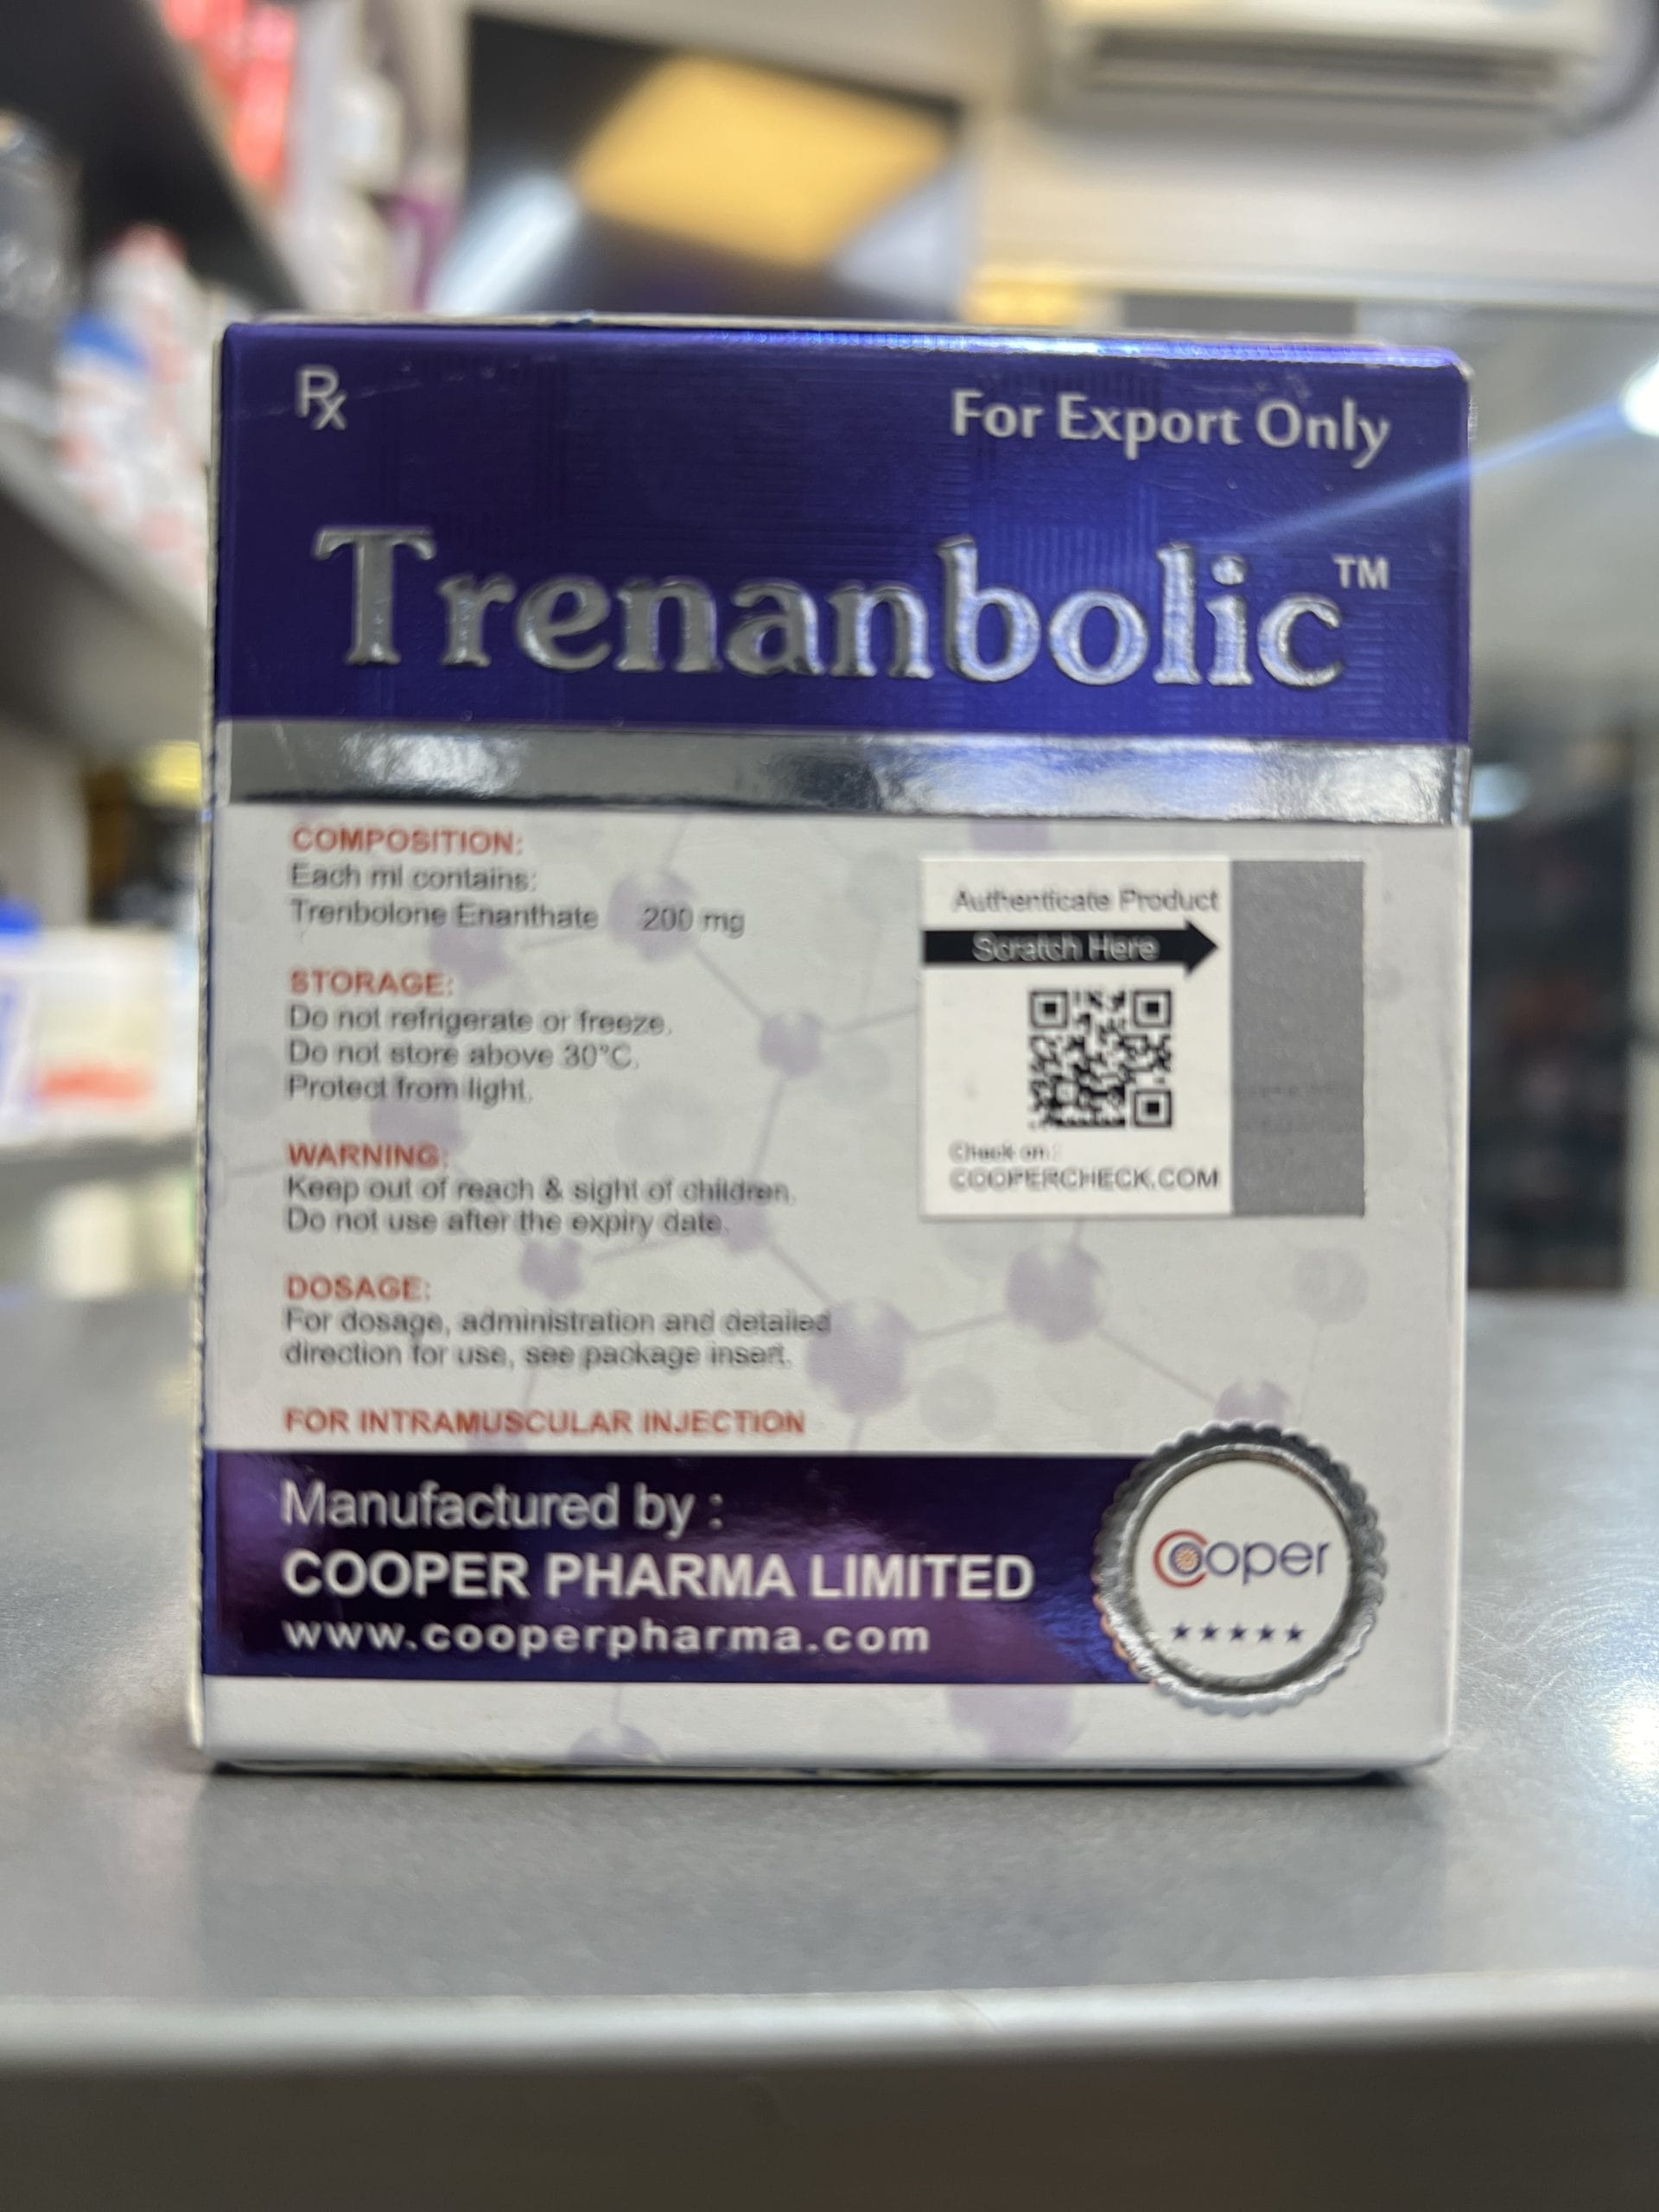 Rx
For Export Only
Trenanbolic™
COMPOSITION:
Each ml contains:
Trenbolone Enanthate 200 mg
STORAGE:
Do not refrigerate or freeze.
Do not store above 30°C.
Protect from light.
WARNING:
Keep out of reach & sight of children.
Do not use after the expiry date.
DOSAGE:
For dosage, administration and detailed
direction for use, see package insert.
FOR INTRAMUSCULAR INJECTION
Authenticate Product
Scratch Here
Check on :
COOPERCHECK.COM
Manufactured by :
COOPER PHARMA LIMITED
www.cooperpharma.com
Cooper